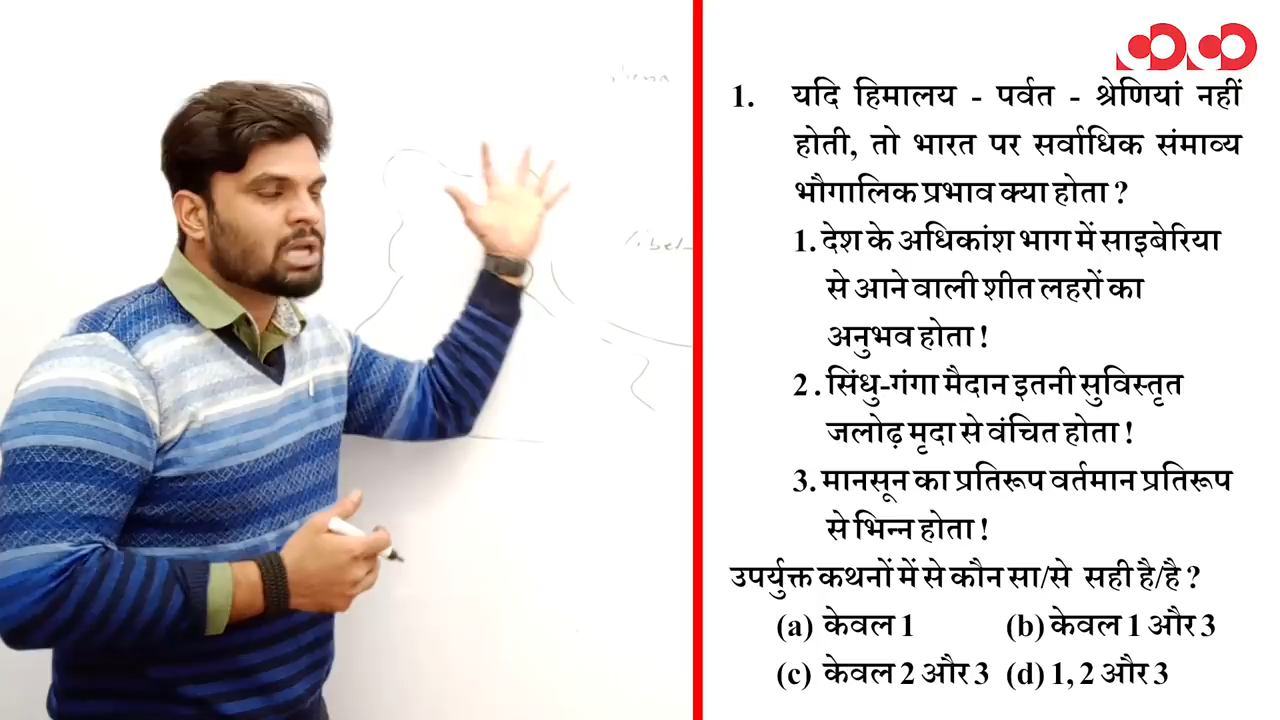 1. यदि हिमालय - पर्वत - श्रेणियां नहीं
होती, तो भारत पर सर्वाधिक संमाव्य
भौगालिक प्रभाव क्या होता ?
1. देश के अधिकांश भाग में साइबेरिया
से आने वाली शीत लहरों का
अनुभव होता !
2 . सिंधु-गंगा मैदान इतनी सुविस्तृत
जलोढ़ मृदा से वंचित होता !
3. मानसून का प्रतिरूप वर्तमान प्रतिरूप
से भिन्न होता !
उपर्युक्त कथनों में से कौन सा/से सही है/है ?
(a) केवल 1 (b) केवल 1 और 3
(c) केवल 2 और 3 (d) 1, 2 और 3